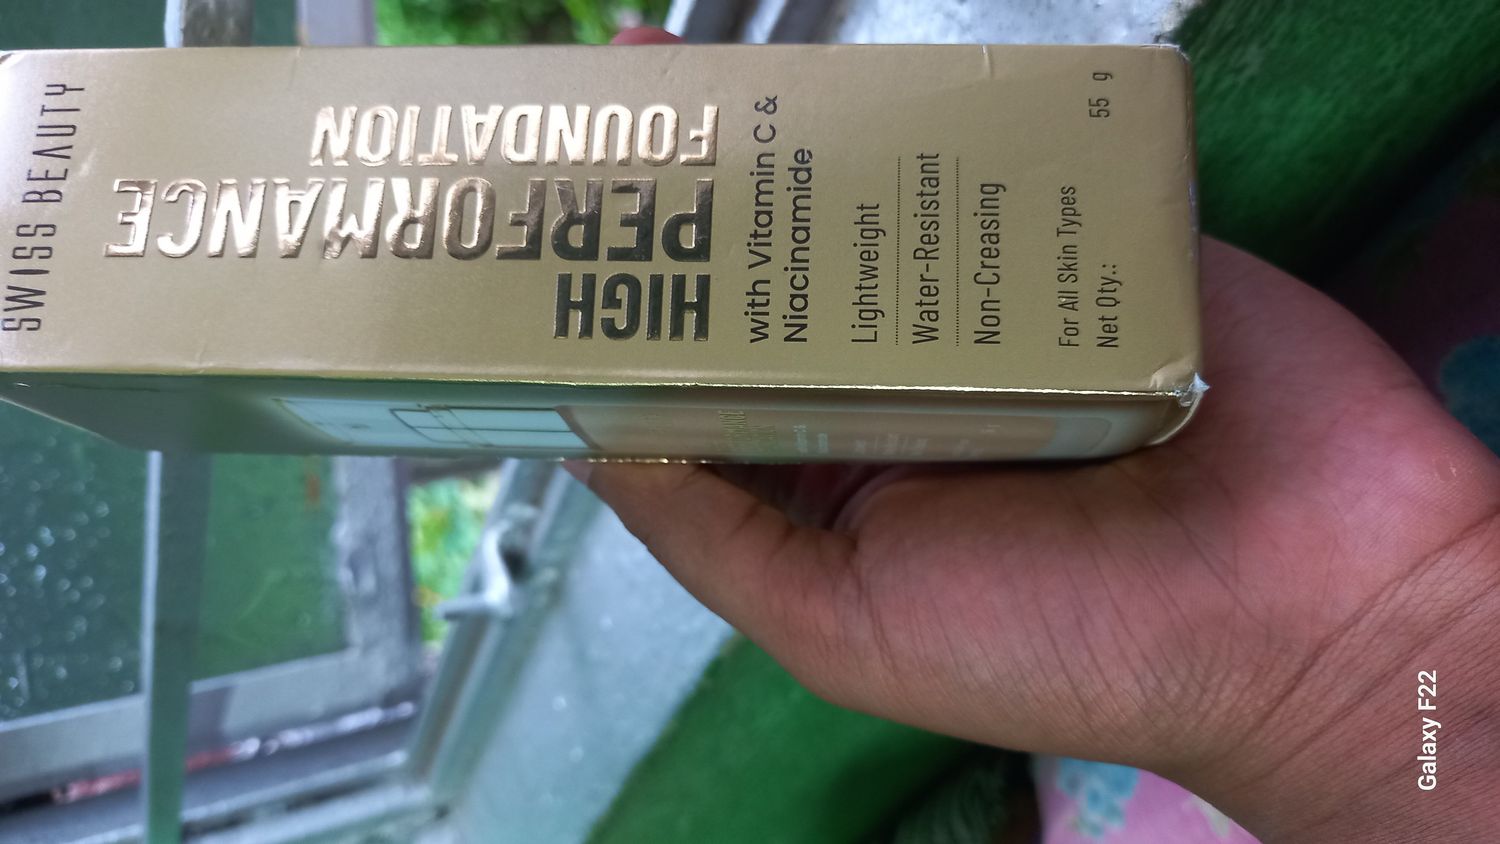 SWISS BEAUTY
HIGH
PERFORMANCE
FOUNDATION
with Vitamin C &
Niacinamide
Lightweight
Water-Resistant
Non-Creasing
For All Skin Types
Net Qty.: 55 g
Galaxy F22